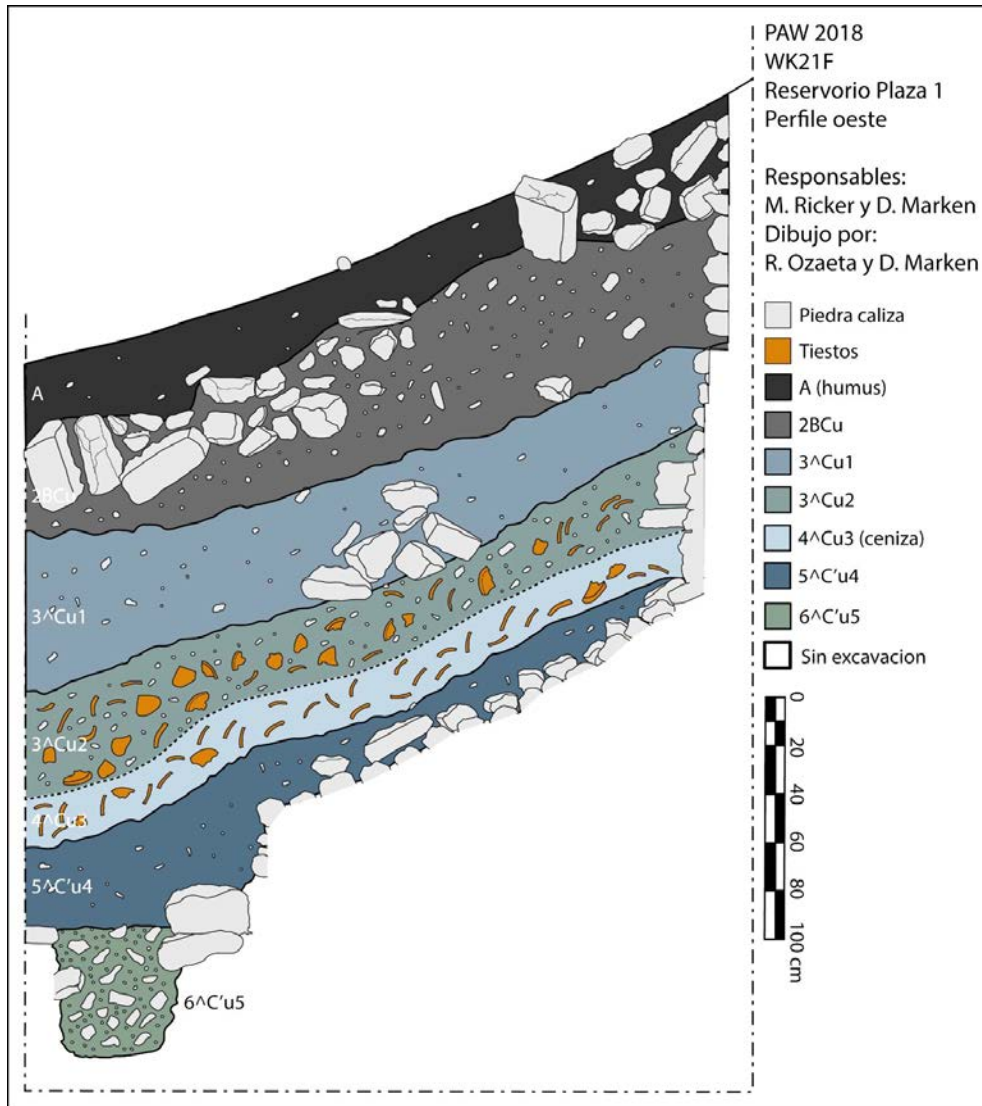 PAW 2018
WK21F
Reservorio Plaza 1
Perfile oeste
Responsables:
M. Ricker y D. Marken
Dibujo por:
R. Ozaeta y D. Marken
Piedra caliza
Tiestos
A (humus)
2BCu
3^Cu1
3^Cu2
4^Cu3 (ceniza)
5^C'u4
6^C'u5
Sin excavacion
0
20
40
60
80
100 cm
A
2BCu
3^Cu1
3^Cu2
4^Cu3
5^C'u4
6^C'u5